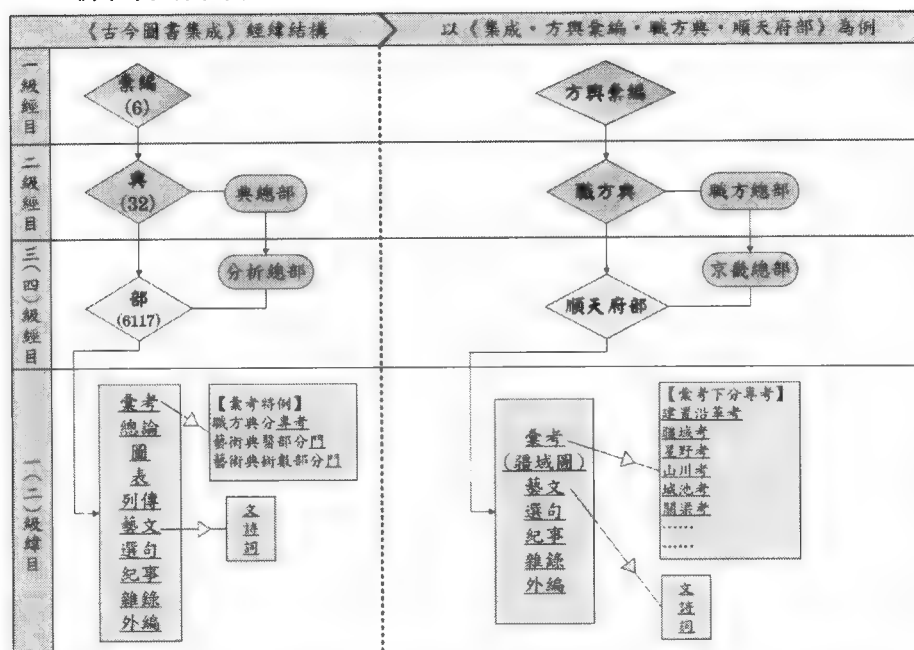 《古今圖書集成》經緯結構
以《集成·方輿彙編·職方典·順天府部》為例
一級經目
彙編
(6)
方輿彙編
二級經目
典
(32)
典總部
職方典
職方總部
三(四)級經目
分析總部
部
(6117)
京畿總部
順天府部
一(二)級緯目
彙考
總論
圖
表
列傳
藝文
選句
紀事
雜錄
外編
【彙考特例】
職方典分專考
藝術典醫部分門
藝術典術數部分門
文
詩
詞
彙考
(疆域圖)
藝文
選句
紀事
雜錄
外編
【彙考下分專考】
建置沿革考
疆域考
星野考
山川考
城池考
關梁考
……
……
文
詩
詞